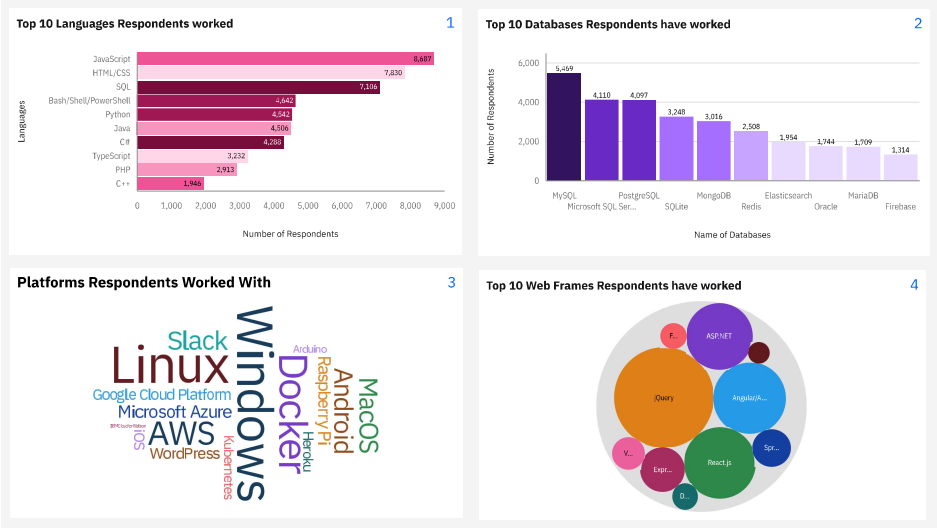 Top 10 Languages Respondents worked
1
Languages
JavaScript 8,687
HTML/CSS 7,830
SQL 7,106
Bash/Shell/PowerShell 4,642
Python 4,542
Java 4,506
C# 4,288
TypeScript 3,232
PHP 2,913
C++ 1,946
0 1,000 2,000 3,000 4,000 5,000 6,000 7,000 8,000 9,000
Number of Respondents
Top 10 Databases Respondents have worked
2
Number of Respondents
6,000
4,000
2,000
0
5,469 4,110 4,097 3,248 3,016 2,508 1,954 1,744 1,709 1,314
MySQL PostgreSQL MongoDB Elasticsearch MariaDB
Microsoft SQL Ser... SQLite Redis Oracle Firebase
Name of Databases
Platforms Respondents Worked With
3
Windows
Slack
Linux
Google Cloud Platform
Microsoft Azure
iOS
AWS
WordPress
Kubernetes
Arduino
Docker
Raspberry Pi
Android
MacOS
Heroku
Top 10 Web Frames Respondents have worked
4
F...
ASP.NET
jQuery
Angular/A...
V...
Expr...
React.js
Spr...
D...